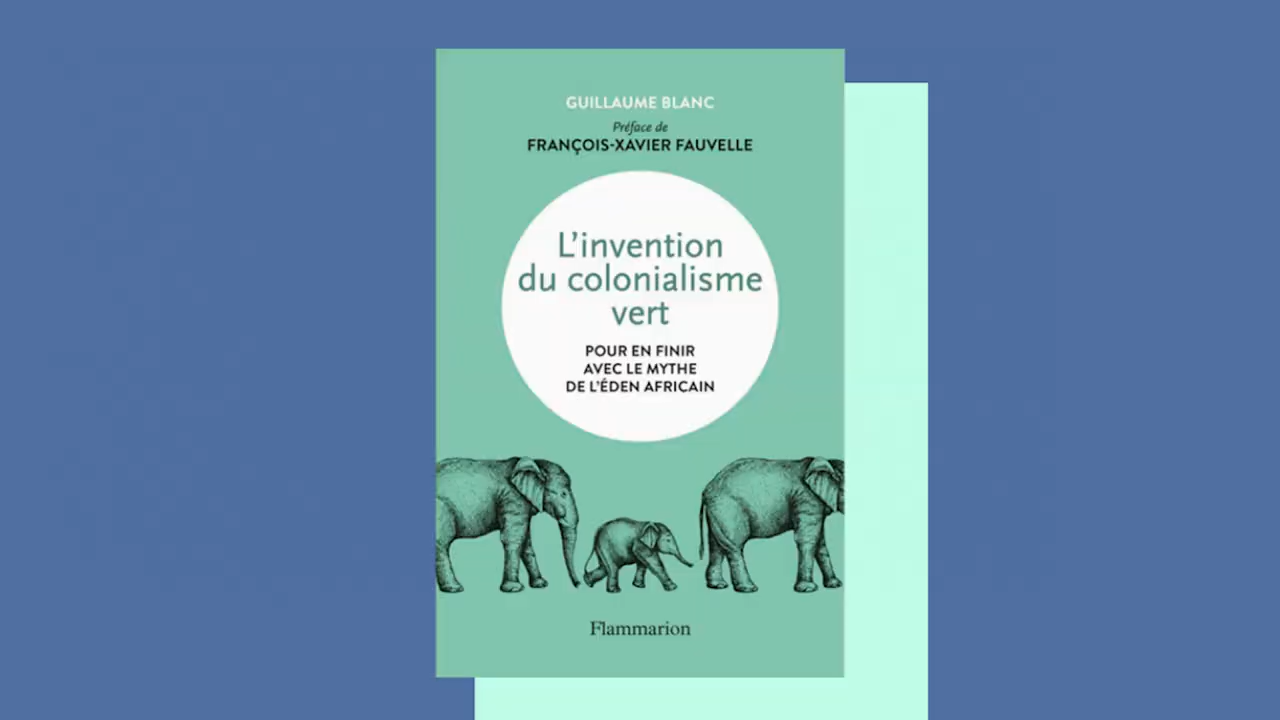 GUILLAUME BLANC
Préface de
FRANÇOIS-XAVIER FAUVELLE
L'invention
du colonialisme
vert
POUR EN FINIR
AVEC LE MYTHE
DE L'ÉDEN AFRICAIN
Flammarion